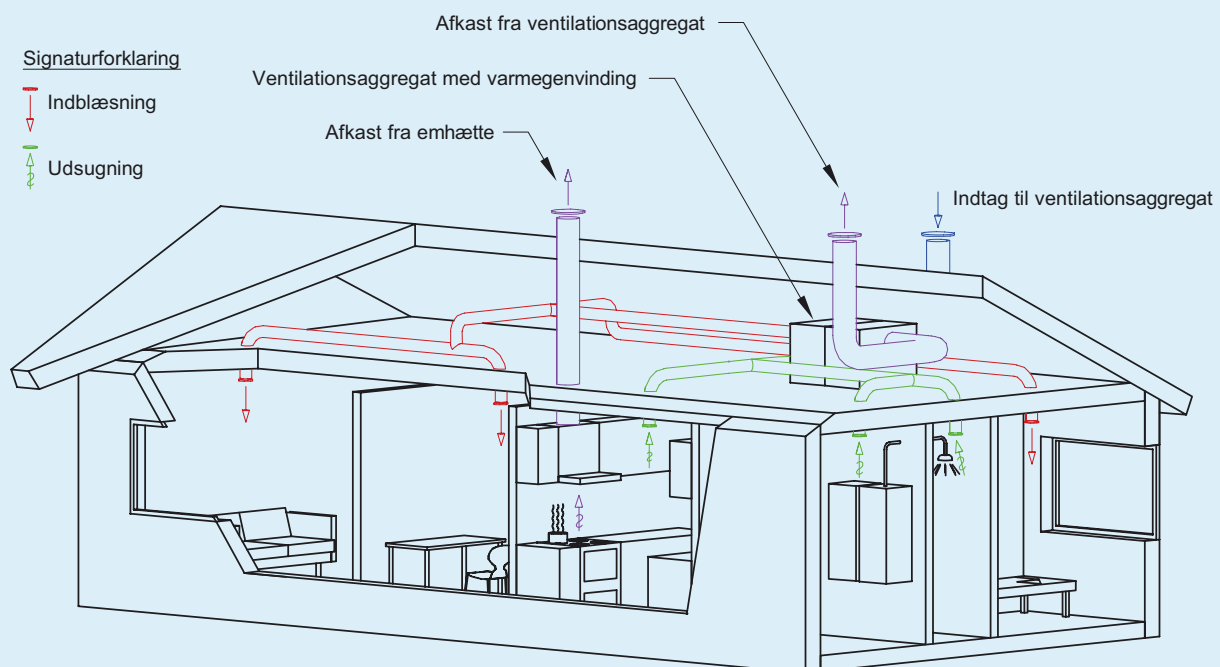 Afkast fra ventilationsaggregat
Signaturforklaring
Ventilationsaggregat med varmegenvinding
Indblæsning
Afkast fra emhætte
Udsugning
Indtag til ventilationsaggregat